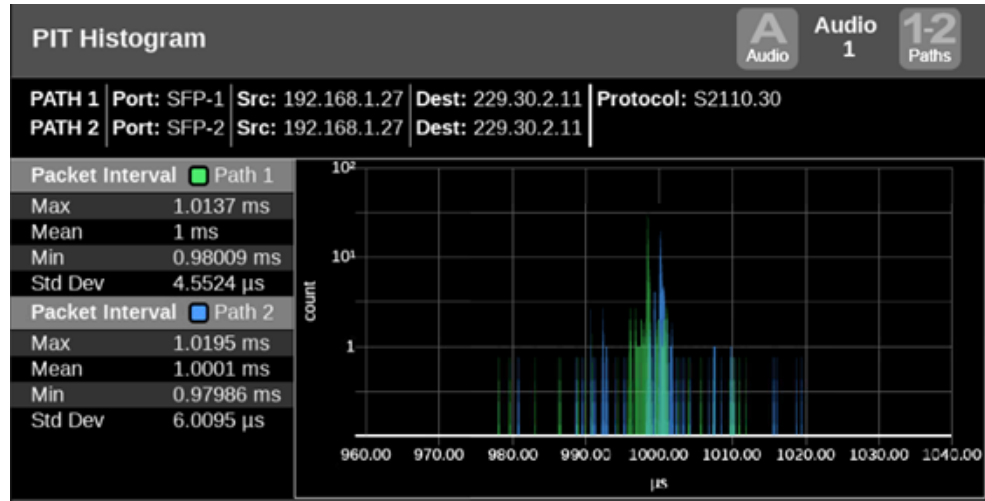 PIT Histogram
A
Audio
Audio
1
1-2
Paths
PATH 1 Port: SFP-1 Src: 192.168.1.27 Dest: 229.30.2.11 Protocol: S2110.30
PATH 2 Port: SFP-2 Src: 192.168.1.27 Dest: 229.30.2.11
Packet Interval Path 1
Max 1.0137 ms
Mean 1 ms
Min 0.98009 ms
Std Dev 4.5524 µs
Packet Interval Path 2
Max 1.0195 ms
Mean 1.0001 ms
Min 0.97986 ms
Std Dev 6.0095 µs
10²
10¹
1
count
960.00 970.00 980.00 990.00 1000.00 1010.00 1020.00 1030.00 1040.00
µs